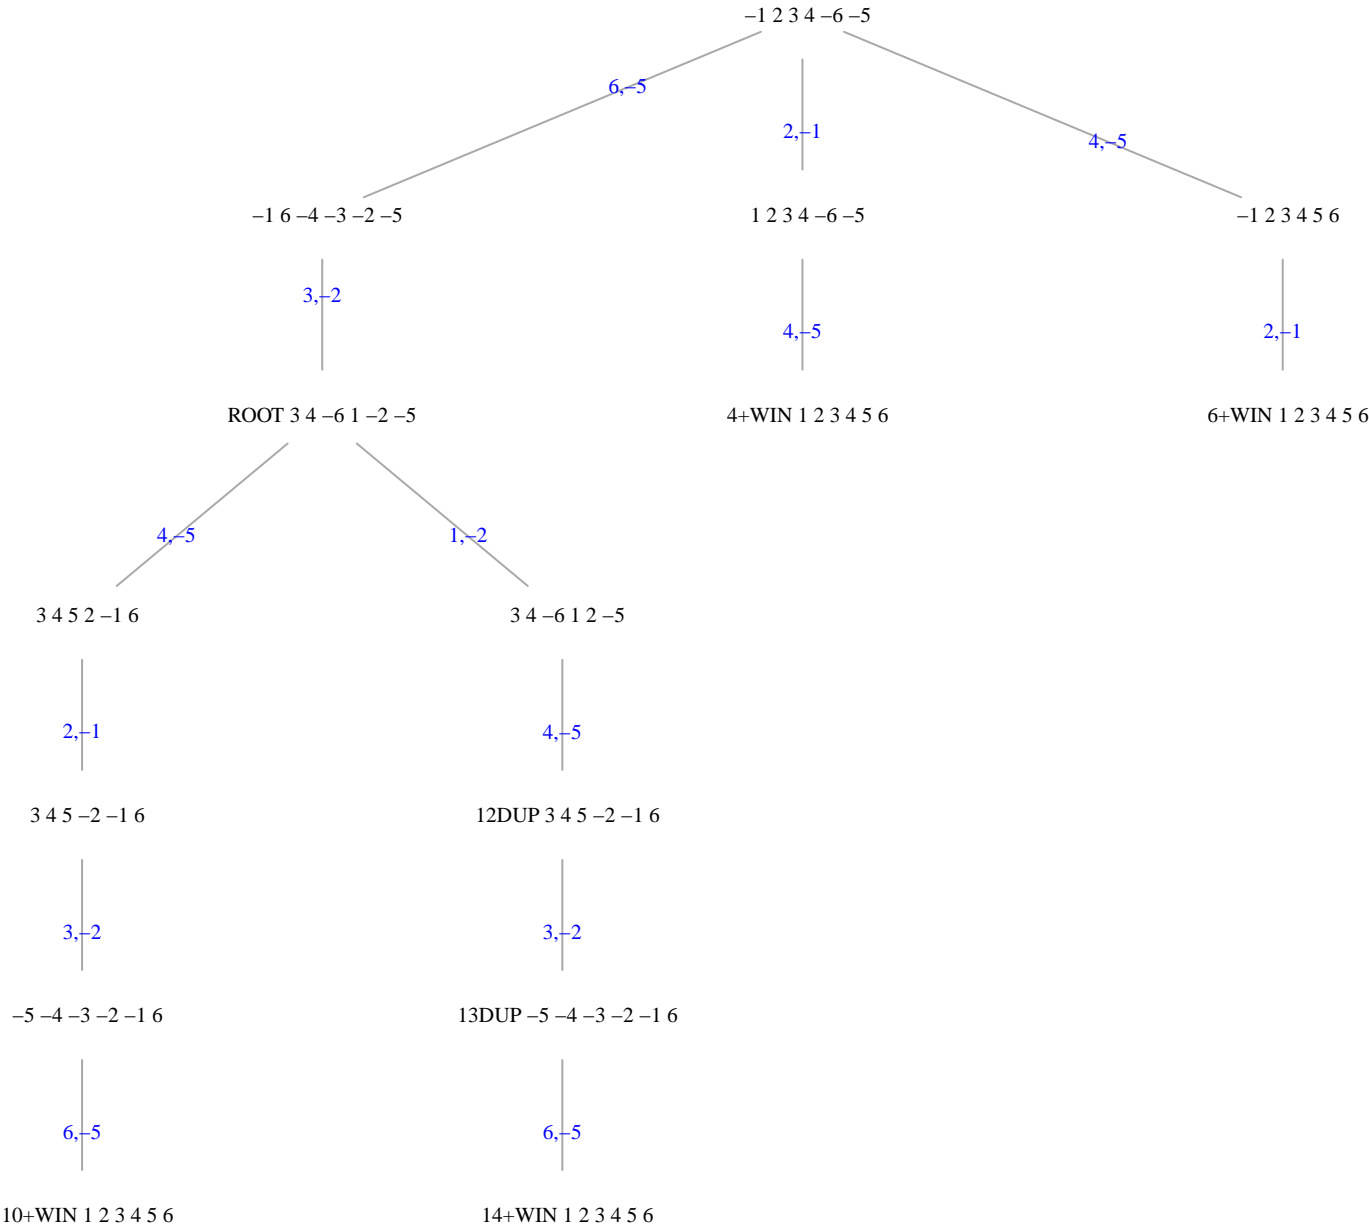 –1 2 3 4 –6 –5
6,–5
2,–1
4,–5
–1 6 –4 –3 –2 –5
1 2 3 4 –6 –5
–1 2 3 4 5 6
3,–2
4,–5
2,–1
ROOT 3 4 –6 1 –2 –5
4+WIN 1 2 3 4 5 6
6+WIN 1 2 3 4 5 6
4,–5
1,–2
3 4 5 2 –1 6
3 4 –6 1 2 –5
2,–1
4,–5
3 4 5 –2 –1 6
12DUP 3 4 5 –2 –1 6
3,–2
3,–2
–5 –4 –3 –2 –1 6
13DUP –5 –4 –3 –2 –1 6
6,–5
6,–5
10+WIN 1 2 3 4 5 6
14+WIN 1 2 3 4 5 6